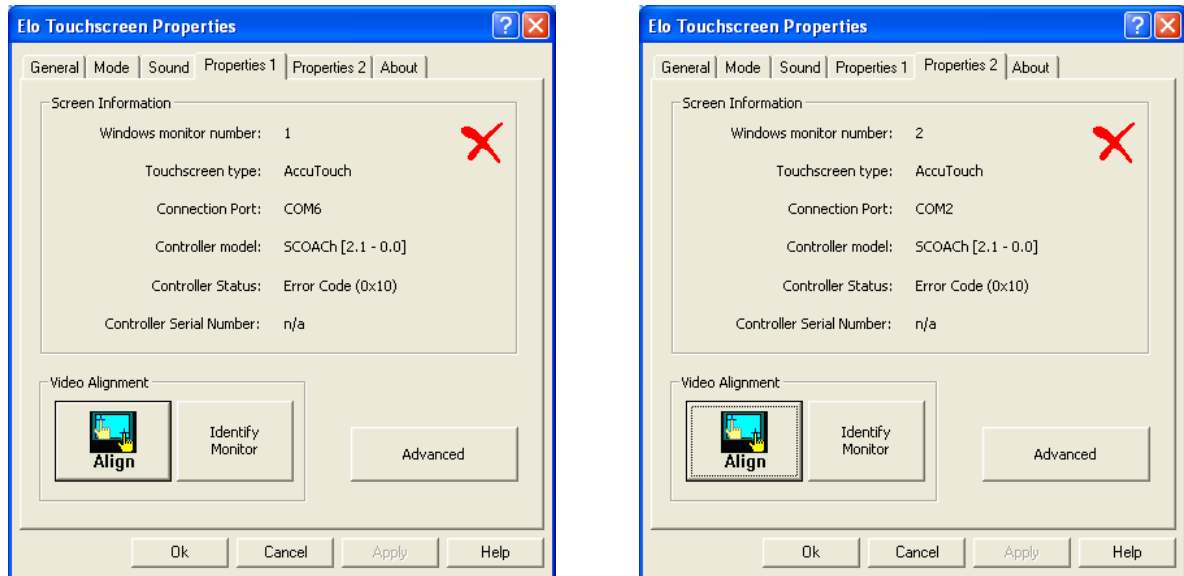 Elo Touchscreen Properties
General Mode Sound Properties 1 Properties 2 About
Screen Information
Windows monitor number: 1
Touchscreen type: AccuTouch
Connection Port: COM6
Controller model: SCOACh [2.1 - 0.0]
Controller Status: Error Code (0x10)
Controller Serial Number: n/a
Video Alignment
Align
Identify
Monitor
Advanced
Ok Cancel Apply Help
Elo Touchscreen Properties
General Mode Sound Properties 1 Properties 2 About
Screen Information
Windows monitor number: 2
Touchscreen type: AccuTouch
Connection Port: COM2
Controller model: SCOACh [2.1 - 0.0]
Controller Status: Error Code (0x10)
Controller Serial Number: n/a
Video Alignment
Align
Identify
Monitor
Advanced
Ok Cancel Apply Help